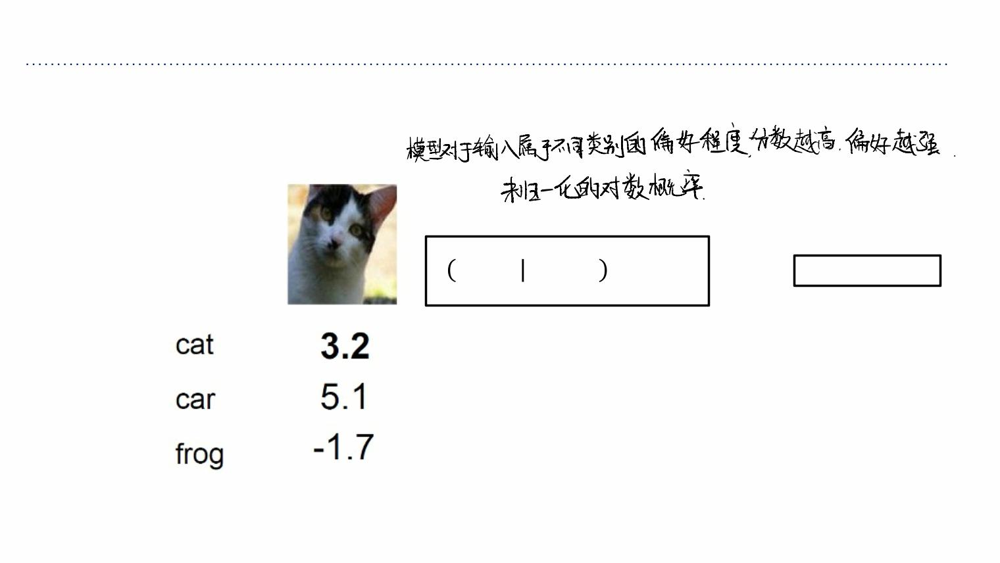 模型对于输入属于不同类别的偏好程度,分数越高,偏好越强.
未归一化的对数概率.
( | )
cat 3.2
car 5.1
frog -1.7